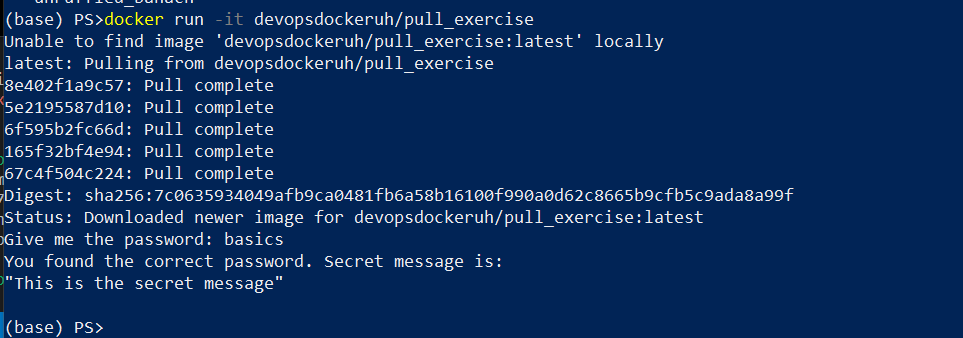 (base) PS>docker run -it devopsdockeruh/pull_exercise
Unable to find image 'devopsdockeruh/pull_exercise:latest' locally
latest: Pulling from devopsdockeruh/pull_exercise
8e402f1a9c57: Pull complete
5e2195587d10: Pull complete
6f595b2fc66d: Pull complete
165f32bf4e94: Pull complete
67c4f504c224: Pull complete
Digest: sha256:7c0635934049afb9ca0481fb6a58b16100f990a0d62c8665b9cfb5c9ada8a99f
Status: Downloaded newer image for devopsdockeruh/pull_exercise:latest
Give me the password: basics
You found the correct password. Secret message is:
"This is the secret message"
(base) PS>